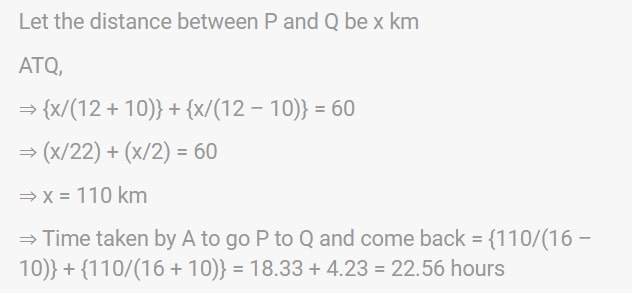 Let the distance between P and Q be x km
ATQ,
⇒ {x/(12 + 10)} + {x/(12 – 10)} = 60
⇒ (x/22) + (x/2) = 60
⇒ x = 110 km
⇒ Time taken by A to go P to Q and come back = {110/(16 –
10)} + {110/(16 + 10)} = 18.33 + 4.23 = 22.56 hours